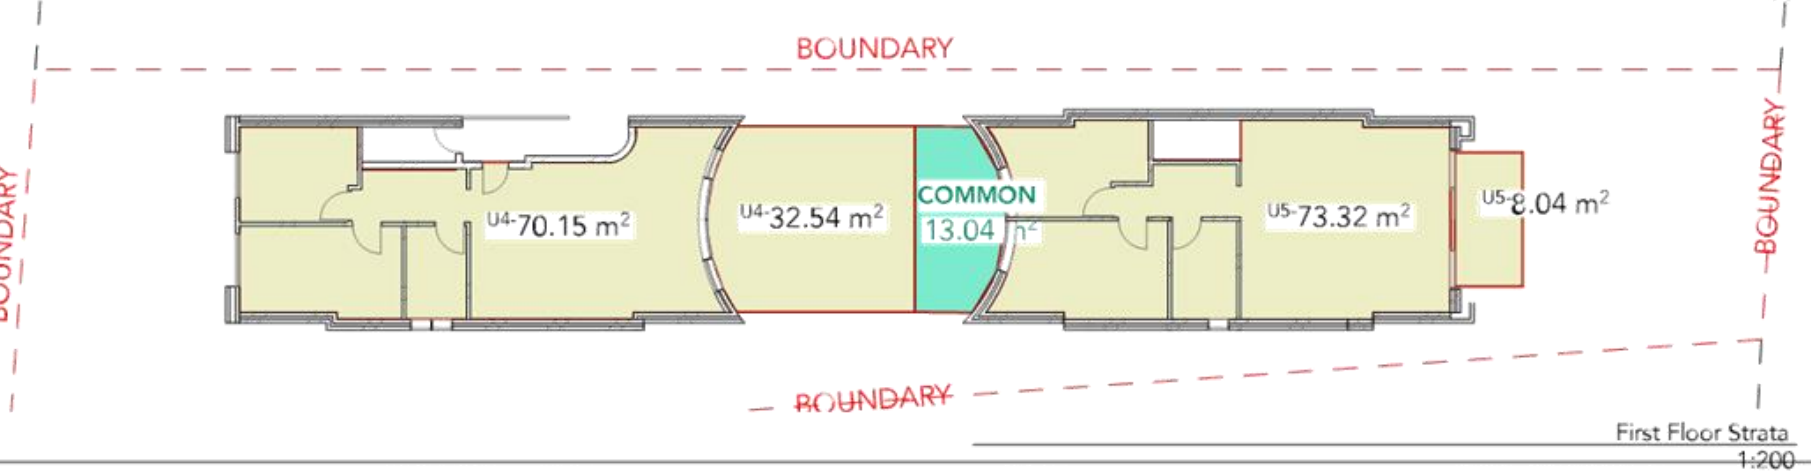 BOUNDARY
BOUNDARY
BOUNDARY
U4-70.15 m²
U4-32.54 m²
COMMON
13.04 m²
U5-73.32 m²
U5-8.04 m²
BOUNDARY
First Floor Strata
1:200